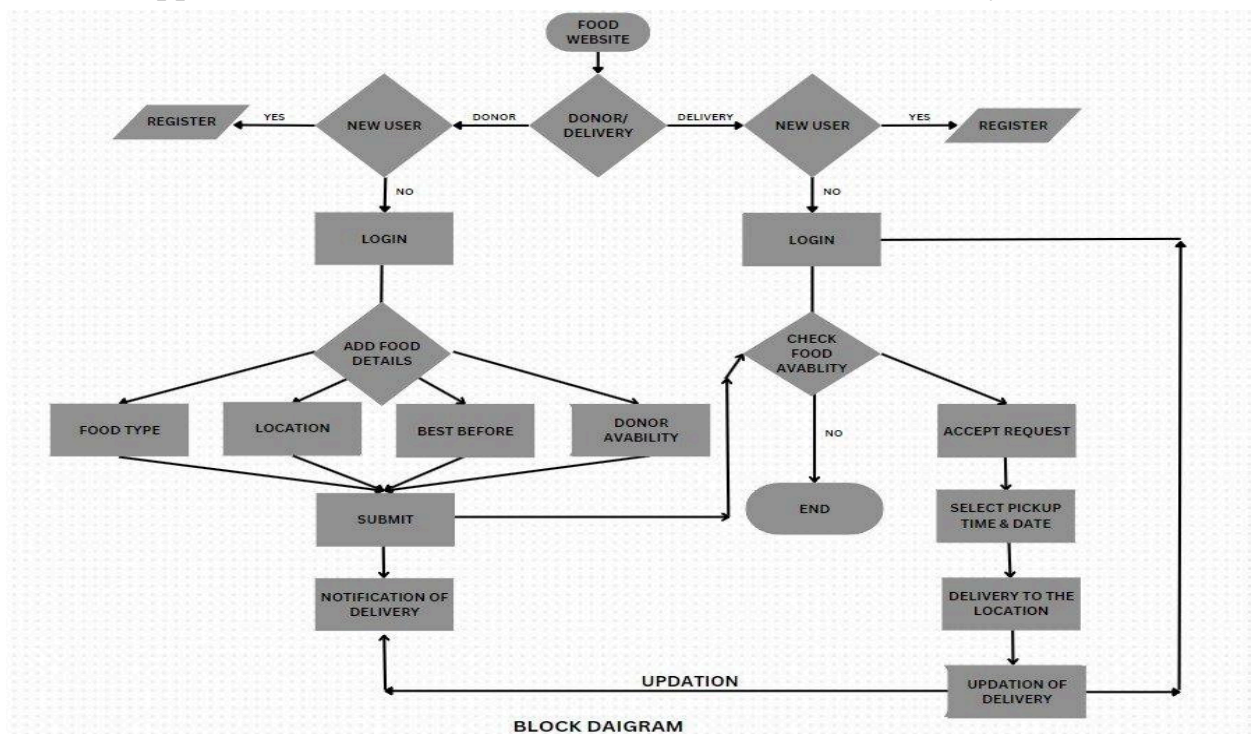 FOOD
WEBSITE
REGISTER
YES
NEW USER
DONOR
DONOR/
DELIVERY
DELIVERY
NEW USER
YES
REGISTER
NO
NO
LOGIN
LOGIN
ADD FOOD
DETAILS
CHECK
FOOD
AVABLITY
FOOD TYPE
LOCATION
BEST BEFORE
DONOR
AVABILITY
NO
ACCEPT REQUEST
SUBMIT
END
SELECT PICKUP
TIME & DATE
NOTIFICATION OF
DELIVERY
DELIVERY TO THE
LOCATION
UPDATION
UPDATION OF
DELIVERY
BLOCK DAIGRAM